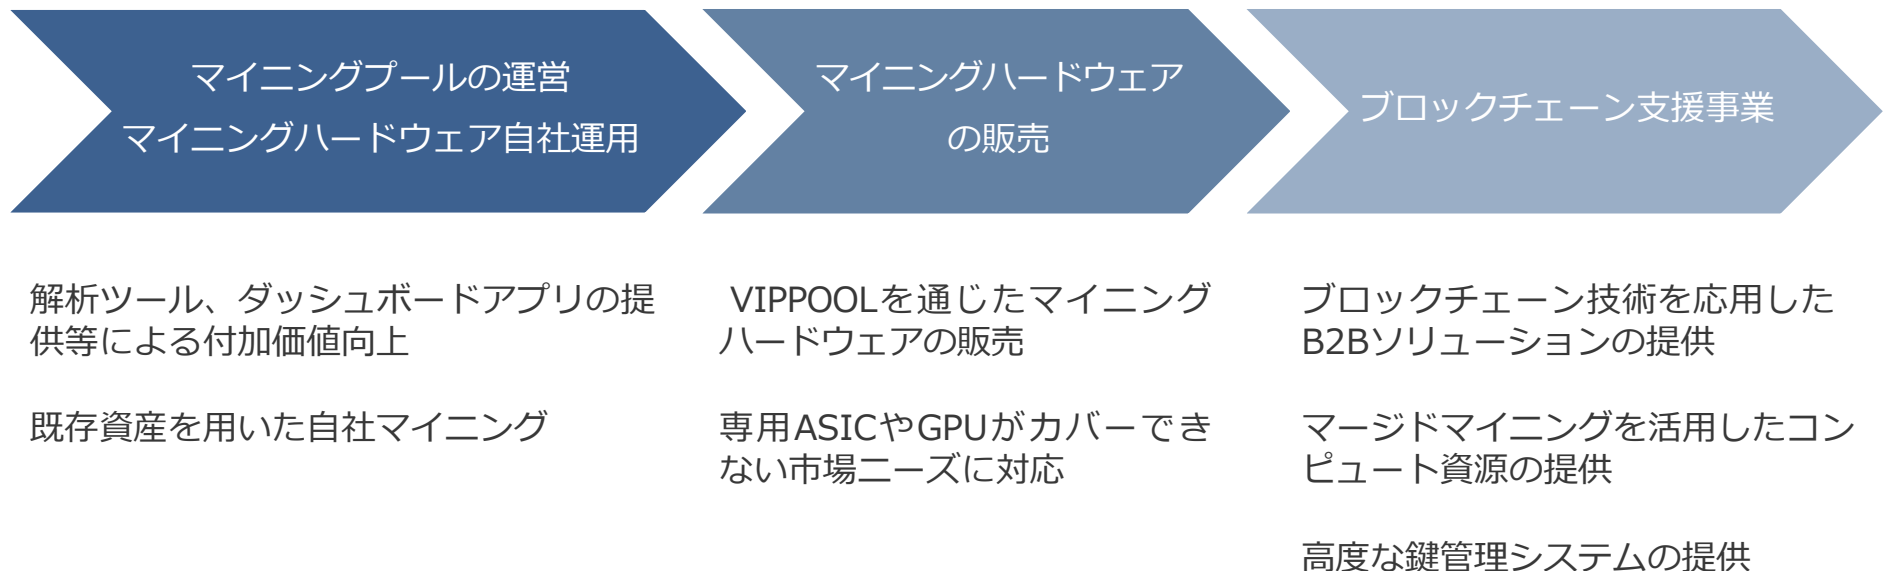 マイニングプールの運営
マイニングハードウェア自社運用
マイニングハードウェア
の販売
ブロックチェーン支援事業
解析ツール、ダッシュボードアプリの提
供等による付加価値向上
既存資産を用いた自社マイニング
VIPPOOLを通じたマイニング
ハードウェアの販売
専用ASICやGPUがカバーでき
ない市場ニーズに対応
ブロックチェーン技術を応用した
B2Bソリューションの提供
マージドマイニングを活用したコン
ピュート資源の提供
高度な鍵管理システムの提供